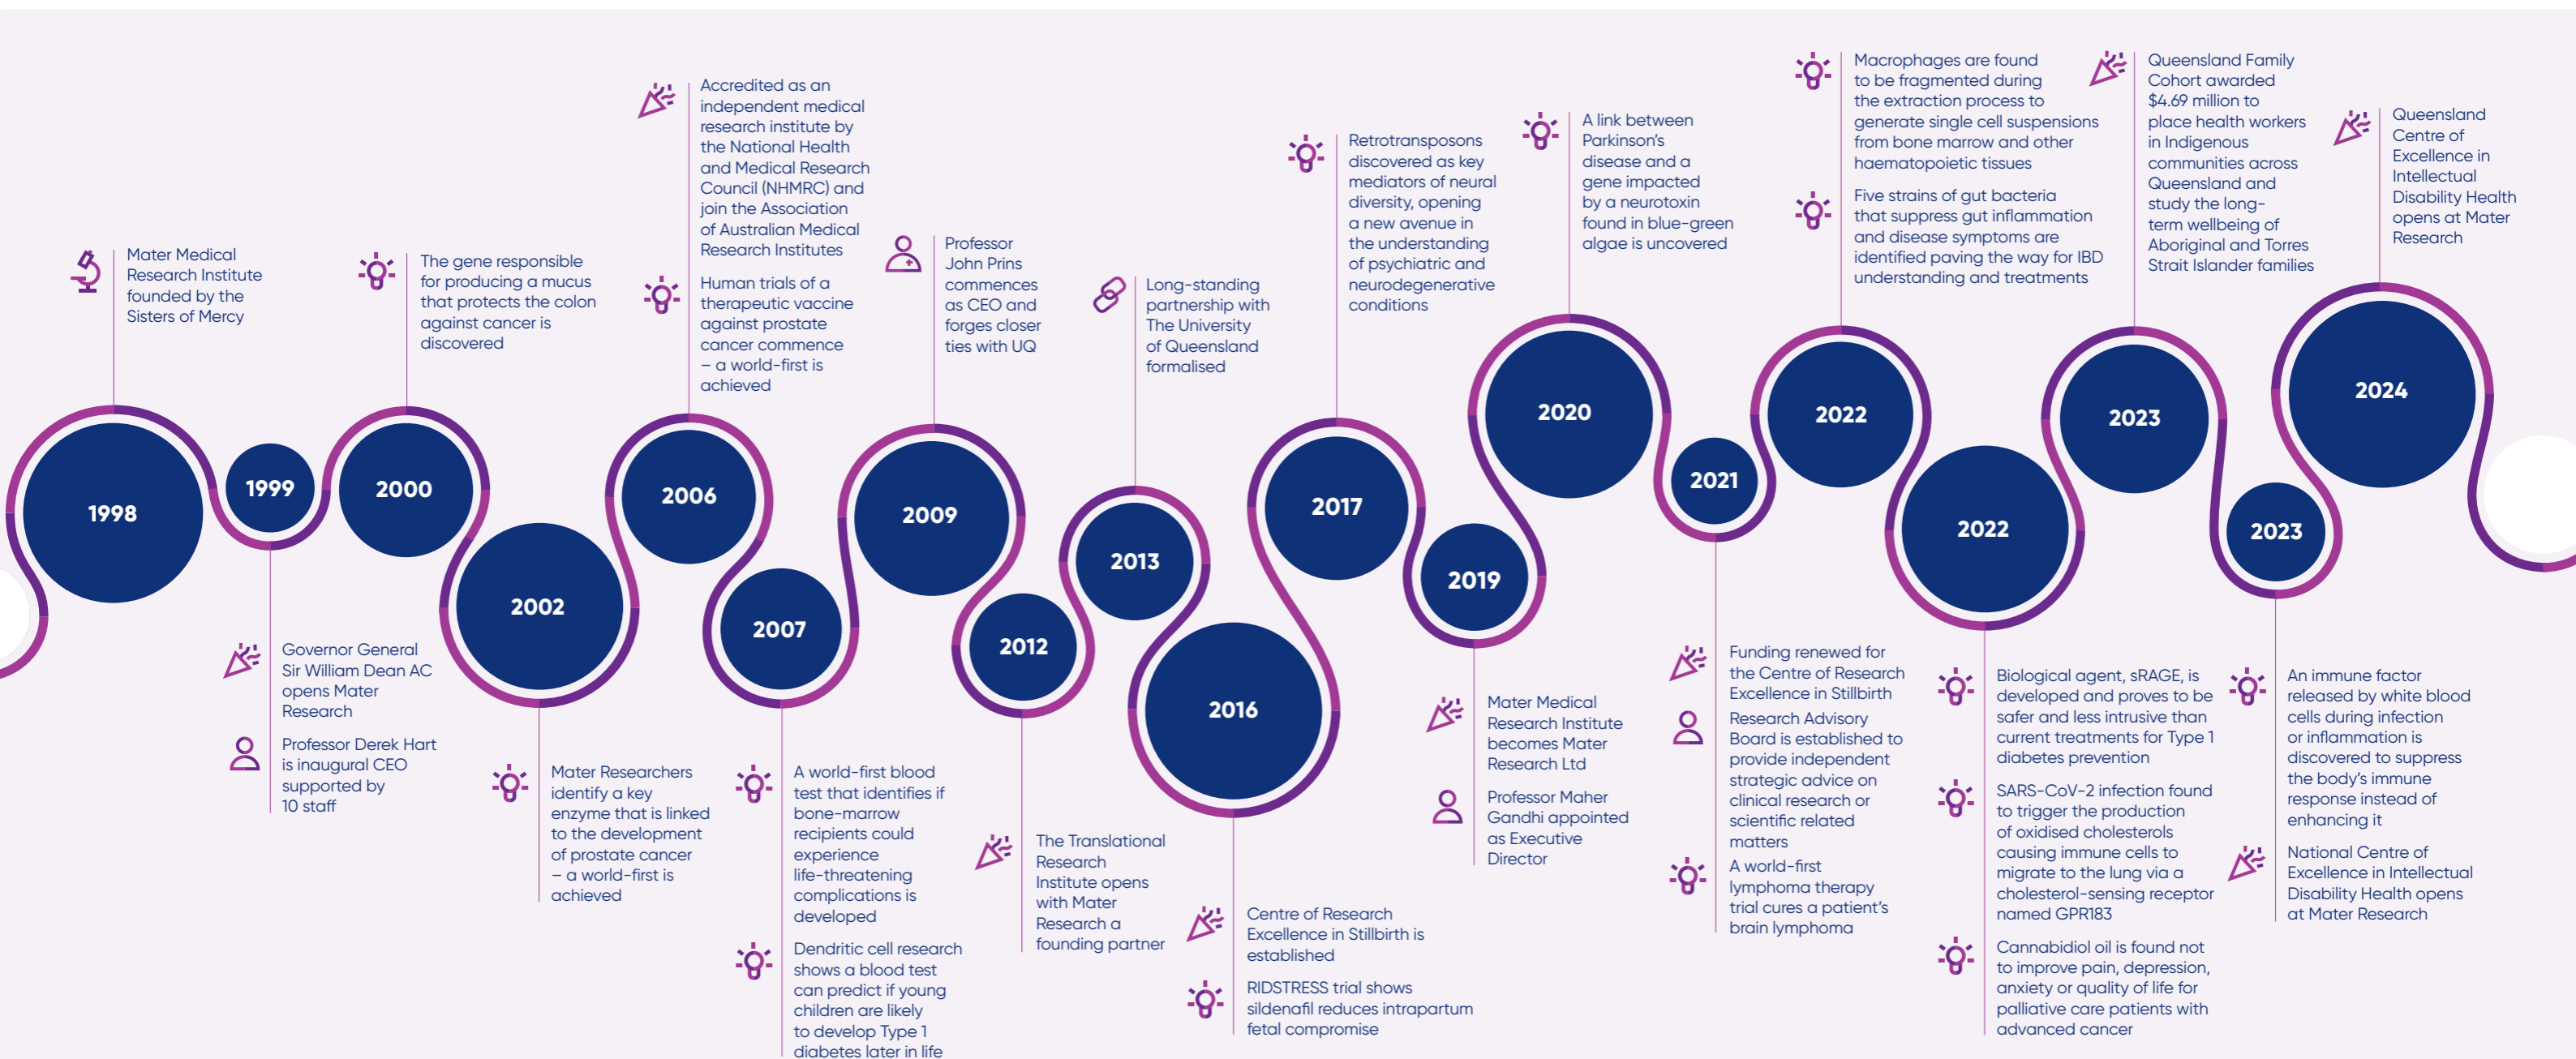 1998
Mater Medical
Research Institute
founded by the
Sisters of Mercy
1999
Governor General
Sir William Dean AC
opens Mater
Research
Professor Derek Hart
is inaugural CEO
supported by
10 staff
2000
The gene responsible
for producing a mucus
that protects the colon
against cancer is
discovered
2002
Mater Researchers
identify a key
enzyme that is linked
to the development
of prostate cancer
– a world-first is
achieved
2006
Accredited as an
independent medical
research institute by
the National Health
and Medical Research
Council (NHMRC) and
join the Association
of Australian Medical
Research Institutes
Human trials of a
therapeutic vaccine
against prostate
cancer commence
– a world-first is
achieved
2007
A world-first blood
test that identifies if
bone-marrow
recipients could
experience
life-threatening
complications is
developed
Dendritic cell research
shows a blood test
can predict if young
children are likely
to develop Type 1
diabetes later in life
2009
Professor
John Prins
commences
as CEO and
forges closer
ties with UQ
2012
The Translational
Research
Institute opens
with Mater
Research a
founding partner
2013
Long-standing
partnership with
The University
of Queensland
formalised
2016
Centre of Research
Excellence in Stillbirth is
established
RIDSTRESS trial shows
sildenafil reduces intrapartum
fetal compromise
2017
Retrotransposons
discovered as key
mediators of neural
diversity, opening
a new avenue in
the understanding
of psychiatric and
neurodegenerative
conditions
2019
Mater Medical
Research Institute
becomes Mater
Research Ltd
Professor Maher
Gandhi appointed
as Executive
Director
2020
A link between
Parkinson's
disease and a
gene impacted
by a neurotoxin
found in blue-green
algae is uncovered
2021
Funding renewed for
the Centre of Research
Excellence in Stillbirth
Research Advisory
Board is established to
provide independent
strategic advice on
clinical research or
scientific related
matters
A world-first
lymphoma therapy
trial cures a patient's
brain lymphoma
2022
Macrophages are found
to be fragmented during
the extraction process to
generate single cell suspensions
from bone marrow and other
haematopoietic tissues
Five strains of gut bacteria
that suppress gut inflammation
and disease symptoms are
identified paving the way for IBD
understanding and treatments
2022
Biological agent, sRAGE, is
developed and proves to be
safer and less intrusive than
current treatments for Type 1
diabetes prevention
SARS-CoV-2 infection found
to trigger the production
of oxidised cholesterols
causing immune cells to
migrate to the lung via a
cholesterol-sensing receptor
named GPR183
Cannabidiol oil is found not
to improve pain, depression,
anxiety or quality of life for
palliative care patients with
advanced cancer
2023
Queensland Family
Cohort awarded
$4.69 million to
place health workers
in Indigenous
communities across
Queensland and
study the long-
term wellbeing of
Aboriginal and Torres
Strait Islander families
2023
An immune factor
released by white blood
cells during infection
or inflammation is
discovered to suppress
the body's immune
response instead of
enhancing it
National Centre of
Excellence in Intellectual
Disability Health opens
at Mater Research
2024
Queensland
Centre of
Excellence in
Intellectual
Disability Health
opens at Mater
Research